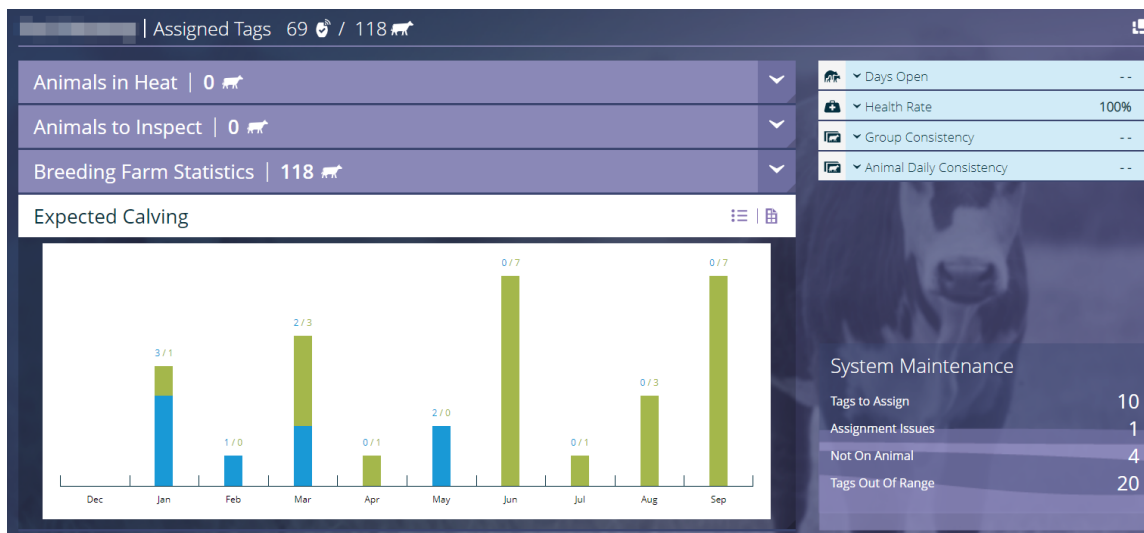 | Assigned Tags 69 / 118
Animals in Heat | 0
Animals to Inspect | 0
Breeding Farm Statistics | 118
Expected Calving
0 / 7 0 / 7
2 / 3
3 / 1
0 / 3
2 / 0
1 / 0 0 / 1 0 / 1
Dec Jan Feb Mar Apr May Jun Jul Aug Sep
Days Open --
Health Rate 100%
Group Consistency --
Animal Daily Consistency --
System Maintenance
Tags to Assign 10
Assignment Issues 1
Not On Animal 4
Tags Out Of Range 20